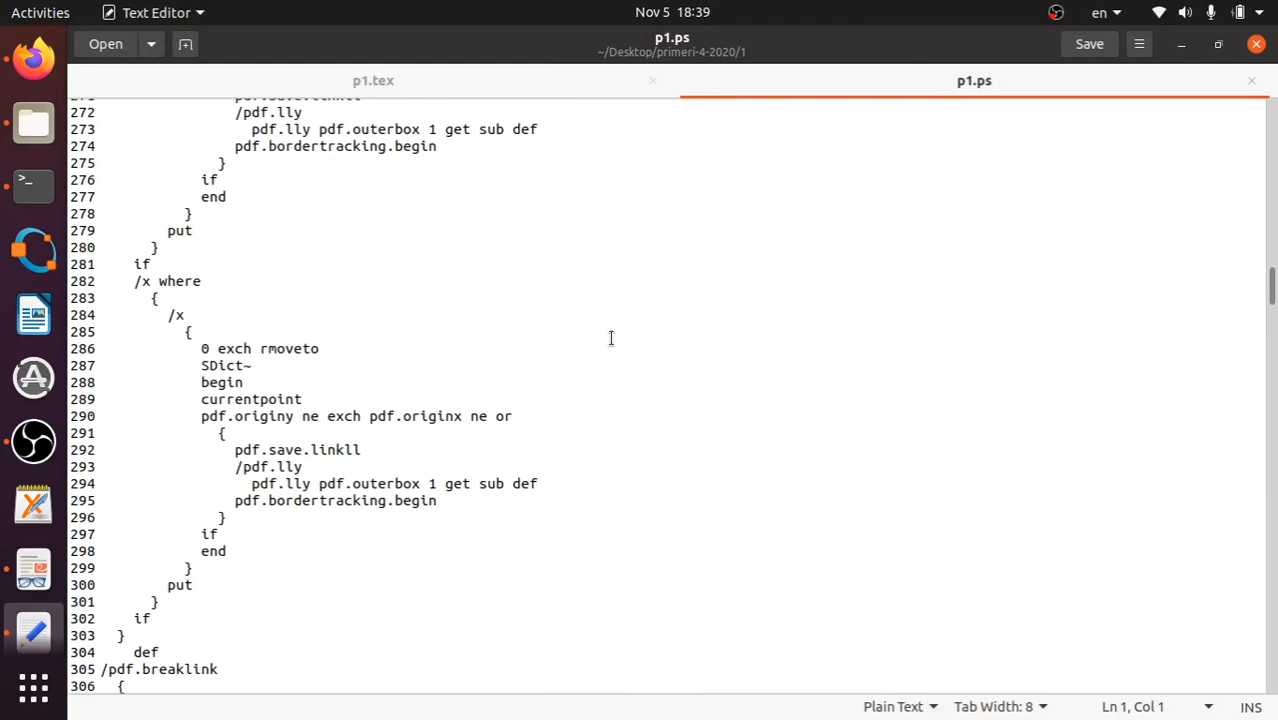 Activities Text Editor Nov 5 18:39 en
Open p1.ps Save
~/Desktop/primeri-4-2020/1
p1.tex p1.ps
272 /pdf.lly
273 pdf.lly pdf.outerbox 1 get sub def
274 pdf.bordertracking.begin
275 }
276 if
277 end
278 }
279 put
280 }
281 if
282 /x where
283 {
284 /x
285 {
286 0 exch rmoveto
287 SDict~
288 begin
289 currentpoint
290 pdf.originy ne exch pdf.originx ne or
291 {
292 pdf.save.linkll
293 /pdf.lly
294 pdf.lly pdf.outerbox 1 get sub def
295 pdf.bordertracking.begin
296 }
297 if
298 end
299 }
300 put
301 }
302 if
303 }
304 def
305 /pdf.breaklink
306 {
Plain Text Tab Width: 8 Ln 1, Col 1 INS